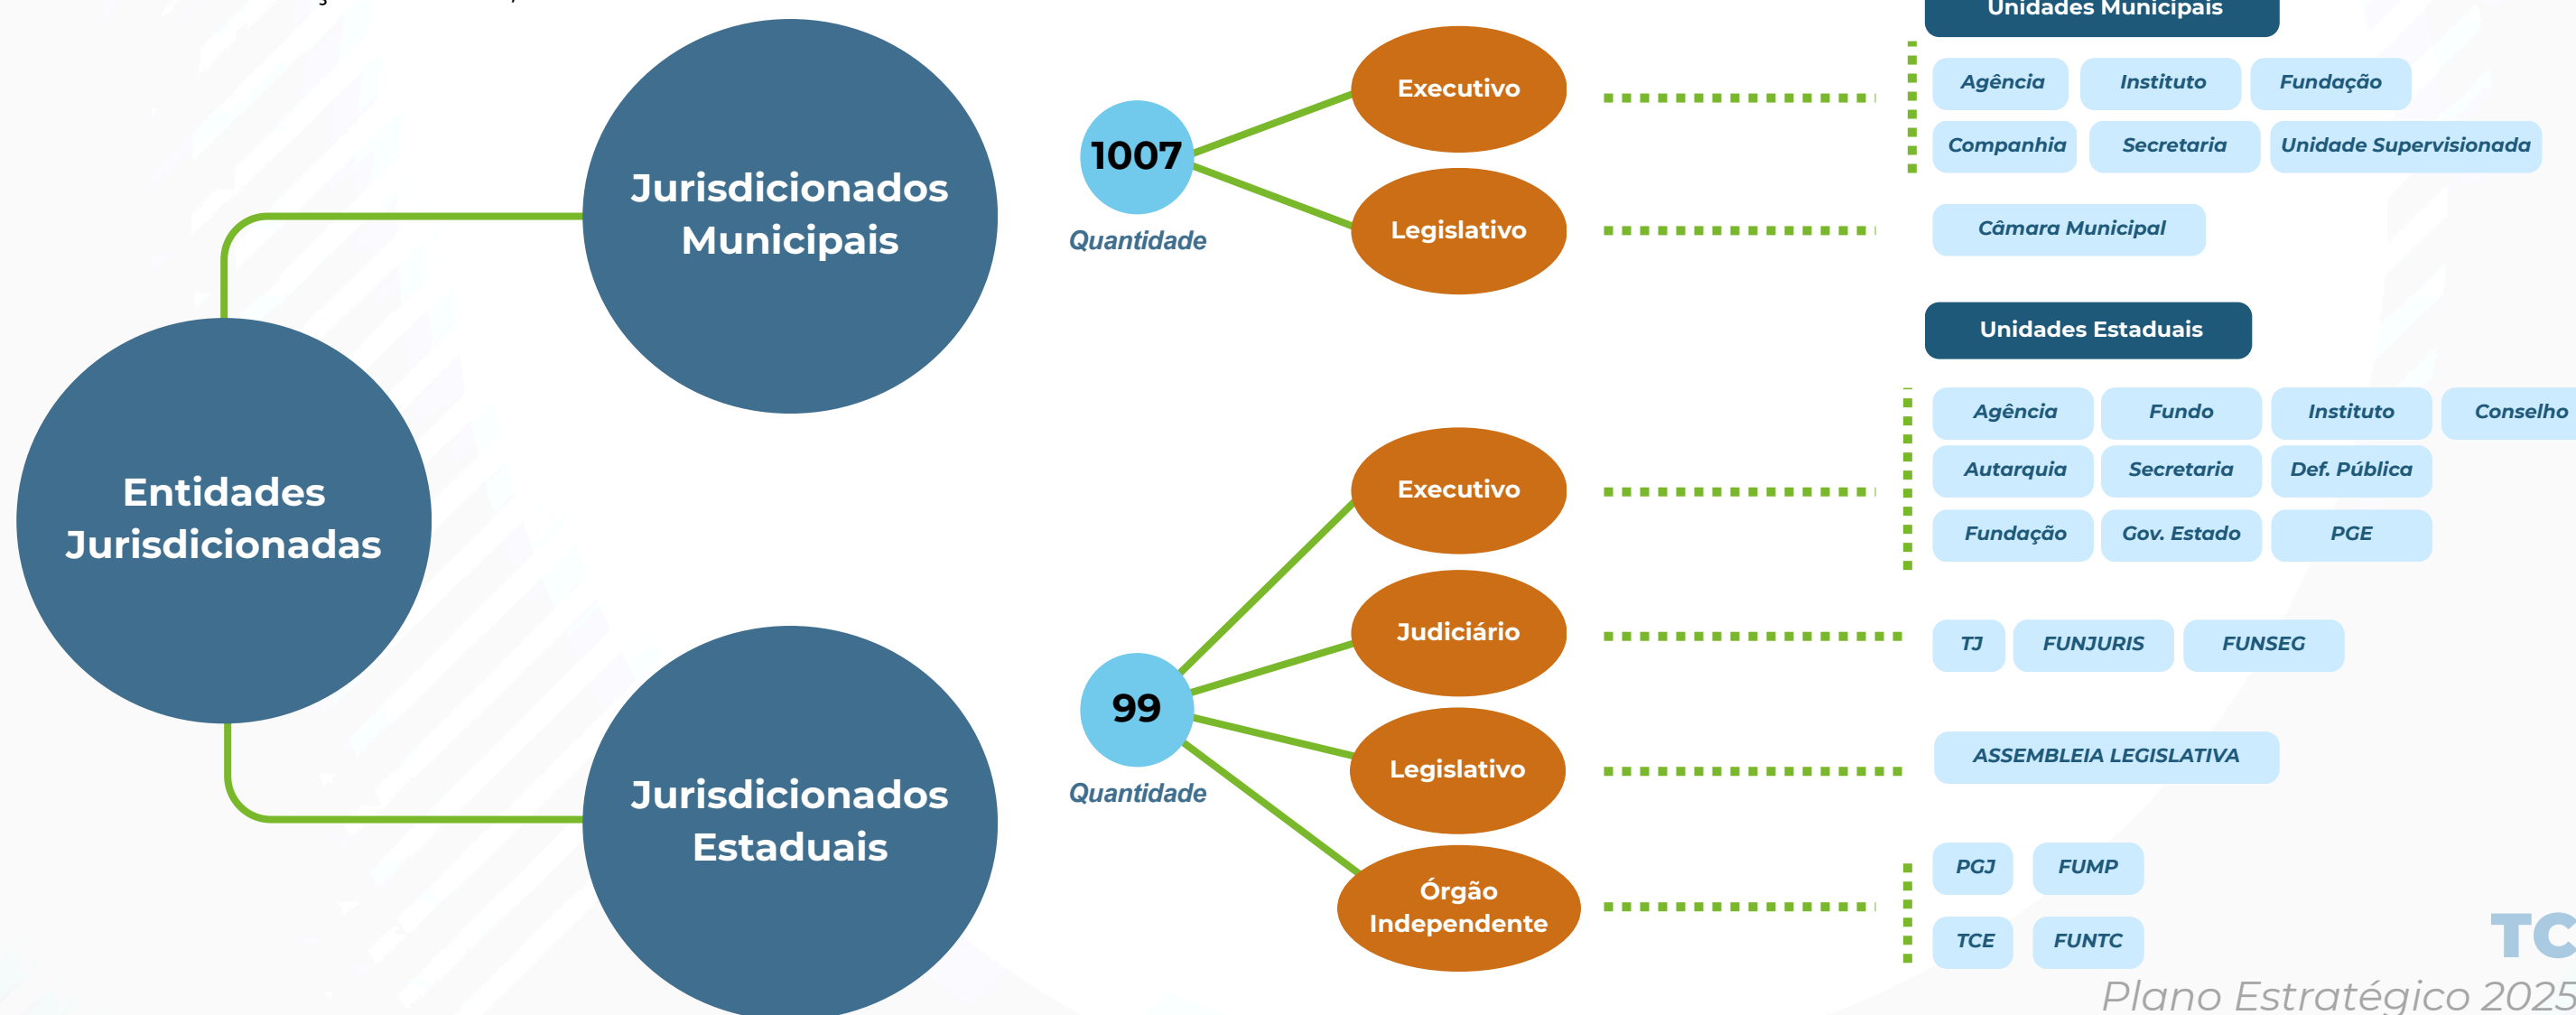 Unidades Municipais
Entidades
Jurisdicionadas
Jurisdicionados
Municipais
1007
Quantidade
Executivo
Agência Instituto Fundação
Companhia Secretaria Unidade Supervisionada
Legislativo
Câmara Municipal
Unidades Estaduais
Jurisdicionados
Estaduais
99
Quantidade
Executivo
Agência Fundo Instituto Conselho
Autarquia Secretaria Def. Pública
Fundação Gov. Estado PGE
Judiciário
TJ FUNJURIS FUNSEG
Legislativo
ASSEMBLEIA LEGISLATIVA
Órgão
Independente
PGJ FUMP
TCE FUNTC
TC
Plano Estratégico 2025